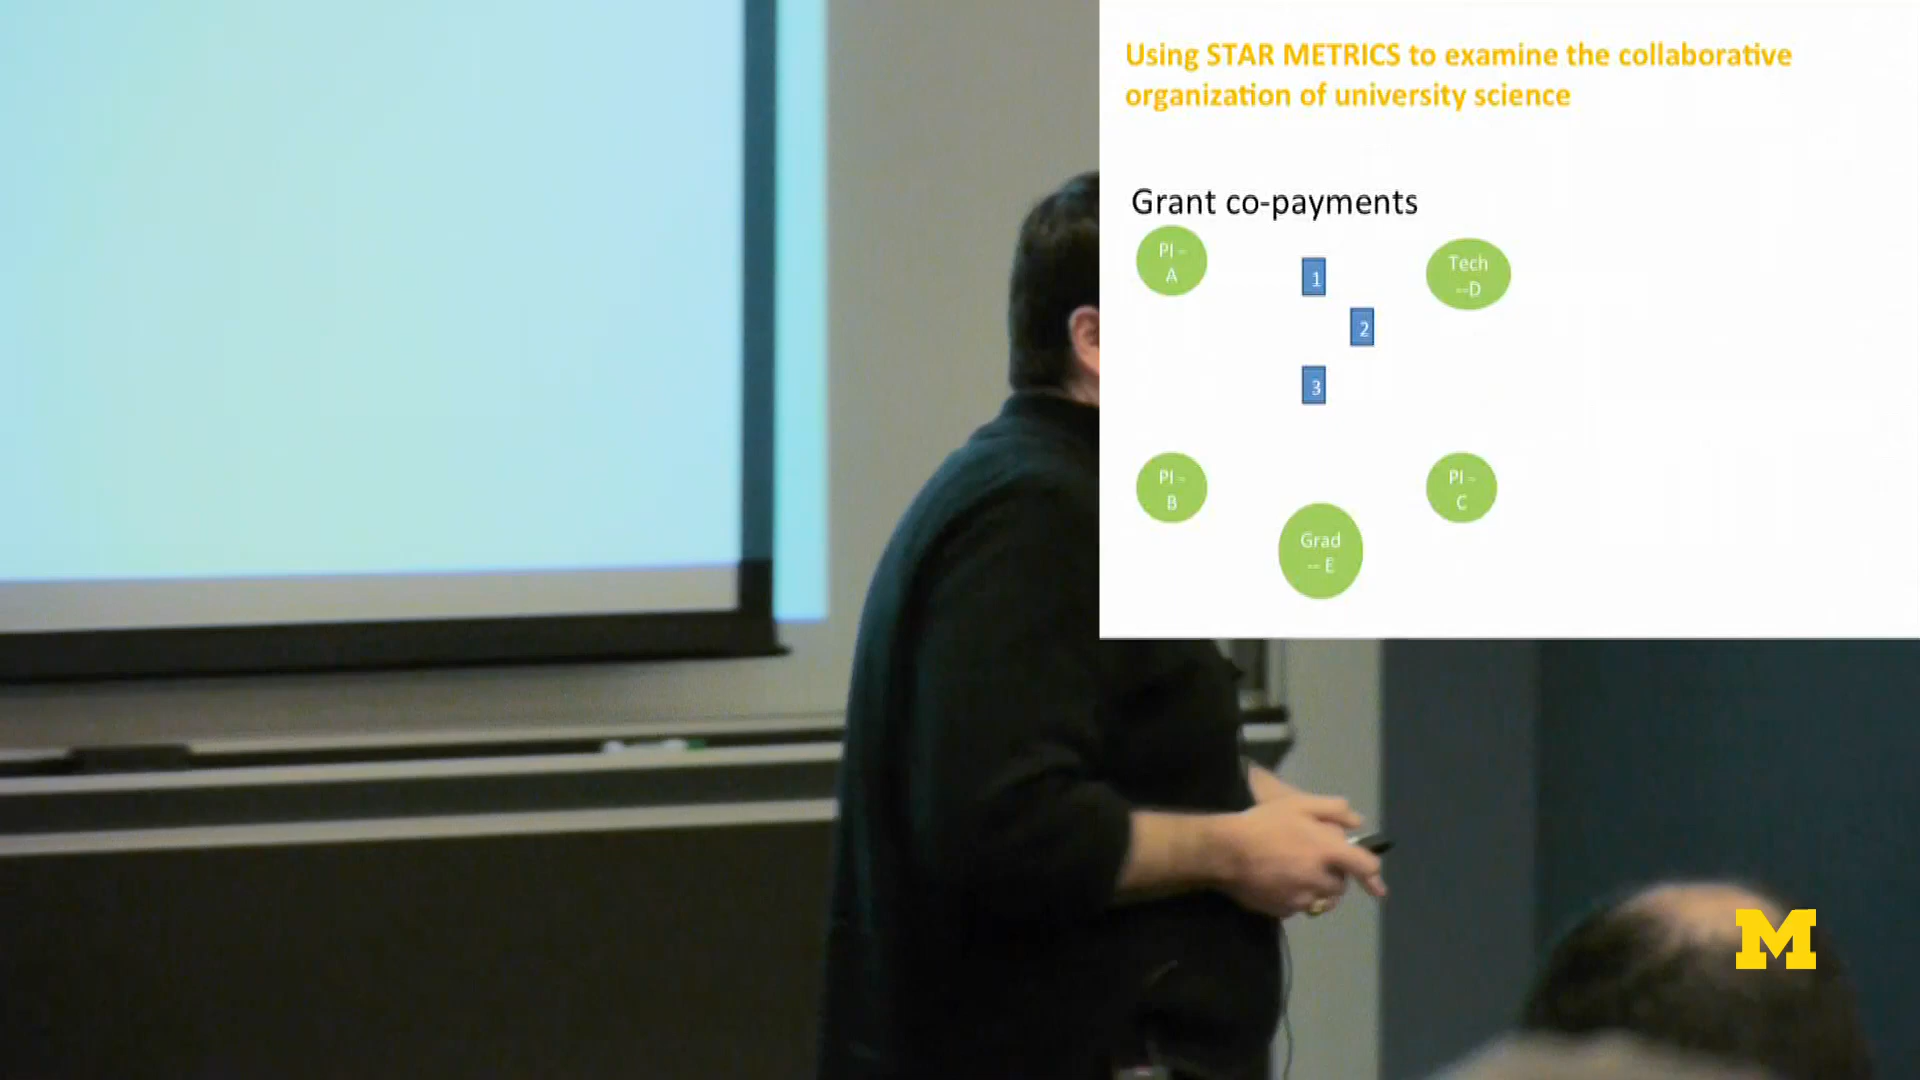 Using STAR METRICS to examine the collaborative
organization of university science
Grant co-payments
PI –
A
1
Tech
--D
2
3
PI –
B
PI –
C
Grad
-- E
M